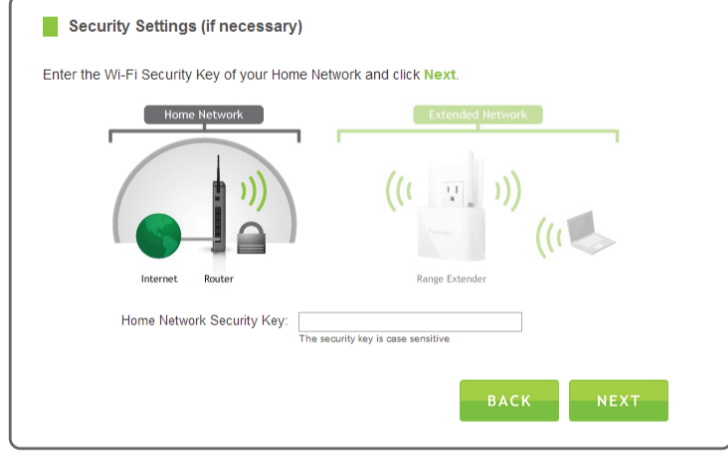 Security Settings (if necessary)
Enter the Wi-Fi Security Key of your Home Network and click Next.
Home Network
Extended Network
Internet
Router
Range Extender
Home Network Security Key:
The security key is case sensitive
BACK
NEXT